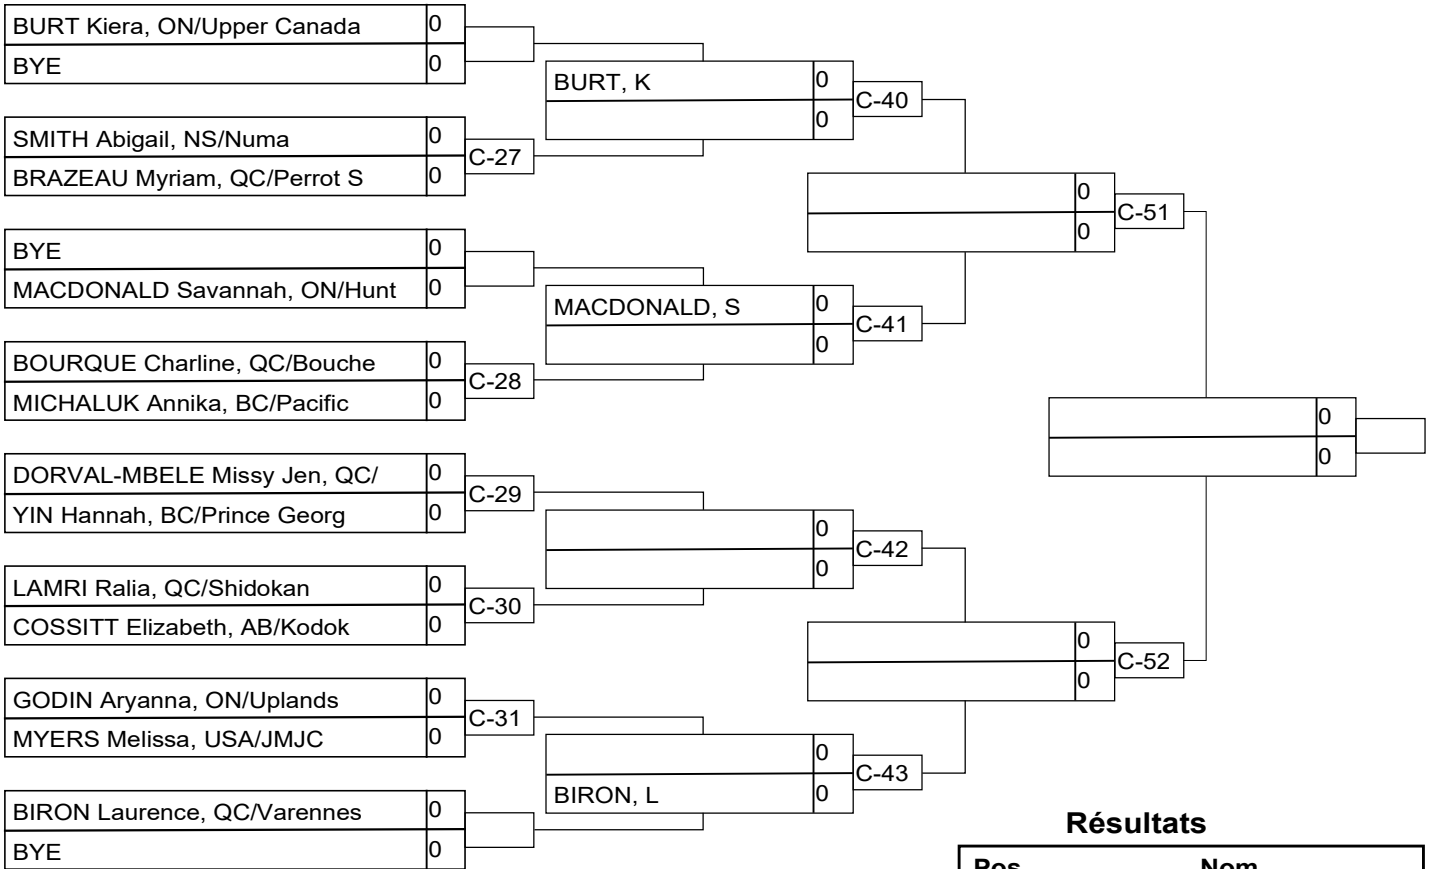 BURT Kiera, ON/Upper Canada 0
BYE 0
SMITH Abigail, NS/Numa 0
C-27
BRAZEAU Myriam, QC/Perrot S 0
BYE 0
MACDONALD Savannah, ON/Hunt 0
BOURQUE Charline, QC/Bouche 0
C-28
MICHALUK Annika, BC/Pacific 0
DORVAL-MBELE Missy Jen, QC/ 0
C-29
YIN Hannah, BC/Prince Georg 0
LAMRI Ralia, QC/Shidokan 0
C-30
COSSITT Elizabeth, AB/Kodok 0
GODIN Aryanna, ON/Uplands 0
C-31
MYERS Melissa, USA/JMJC 0
BIRON Laurence, QC/Varennes 0
BYE 0
BURT, K 0
C-40
0
MACDONALD, S 0
C-41
0
0
C-42
0
0
C-43
BIRON, L 0
0
C-51
0
0
C-52
0
0
0
Résultats
Pos Nom